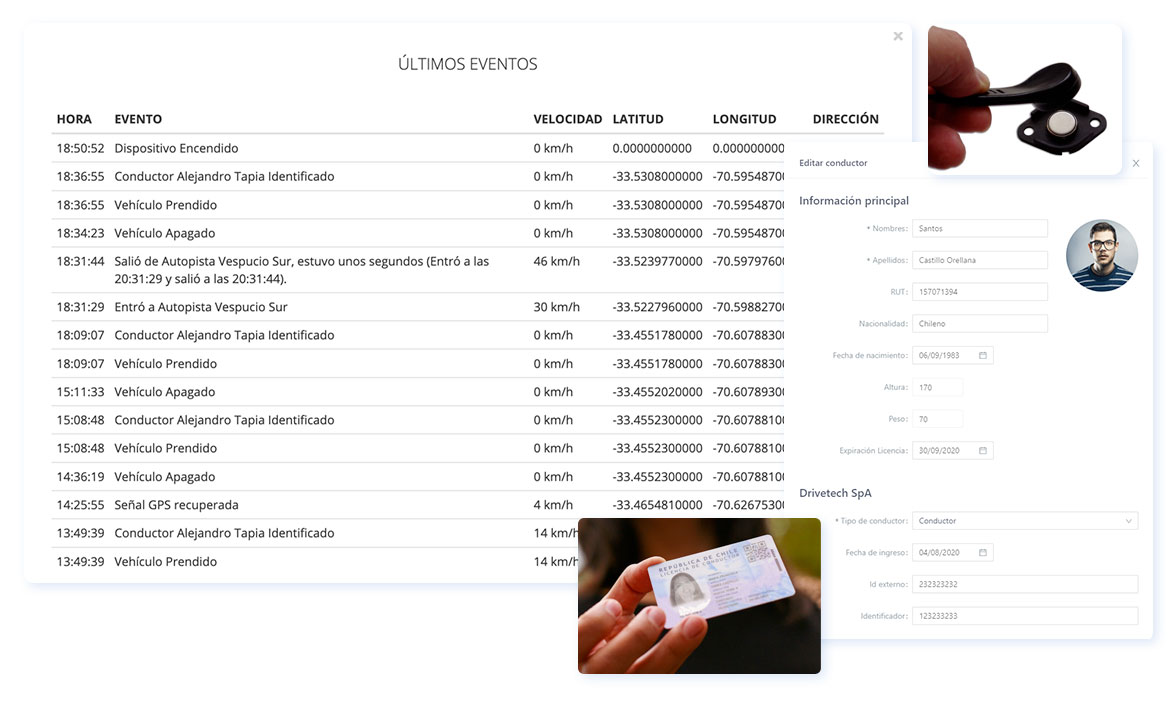 ÚLTIMOS EVENTOS
HORA EVENTO VELOCIDAD LATITUD LONGITUD DIRECCIÓN
18:50:52 Dispositivo Encendido 0 km/h 0.0000000000 0.000000000
18:36:55 Conductor Alejandro Tapia Identificado 0 km/h -33.5308000000 -70.5954870
18:36:55 Vehículo Prendido 0 km/h -33.5308000000 -70.5954870
18:34:23 Vehículo Apagado 0 km/h -33.5308000000 -70.5954870
18:31:44 Salió de Autopista Vespucio Sur, estuvo unos segundos (Entró a las 46 km/h -33.5239770000 -70.5979760
20:31:29 y salió a las 20:31:44).
18:31:29 Entró a Autopista Vespucio Sur 30 km/h -33.5227960000 -70.5988270
18:09:07 Conductor Alejandro Tapia Identificado 0 km/h -33.4551780000 -70.6078830
18:09:07 Vehículo Prendido 0 km/h -33.4551780000 -70.6078830
15:11:33 Vehículo Apagado 0 km/h -33.4552020000 -70.6078930
15:08:48 Conductor Alejandro Tapia Identificado 0 km/h -33.4552300000 -70.6078810
15:08:48 Vehículo Prendido 0 km/h -33.4552300000 -70.6078810
14:36:19 Vehículo Apagado 0 km/h -33.4552300000 -70.6078810
14:25:55 Señal GPS recuperada 4 km/h -33.4654810000 -70.6267530
13:49:39 Conductor Alejandro Tapia Identificado 14 km/h
13:49:39 Vehículo Prendido 14 km/h
Editar conductor
Información principal
* Nombres: Santos
* Apellidos: Castillo Orellana
RUT: 157071394
Nacionalidad: Chileno
Fecha de nacimiento: 06/09/1983
Altura: 170
Peso: 70
Expiración Licencia: 30/09/2020
Drivetech SpA
* Tipo de conductor: Conductor
Fecha de ingreso: 04/08/2020
Id externo: 232323232
Identificador: 123233233
REPÚBLICA DE CHILE
LICENCIA DE CONDUCTOR